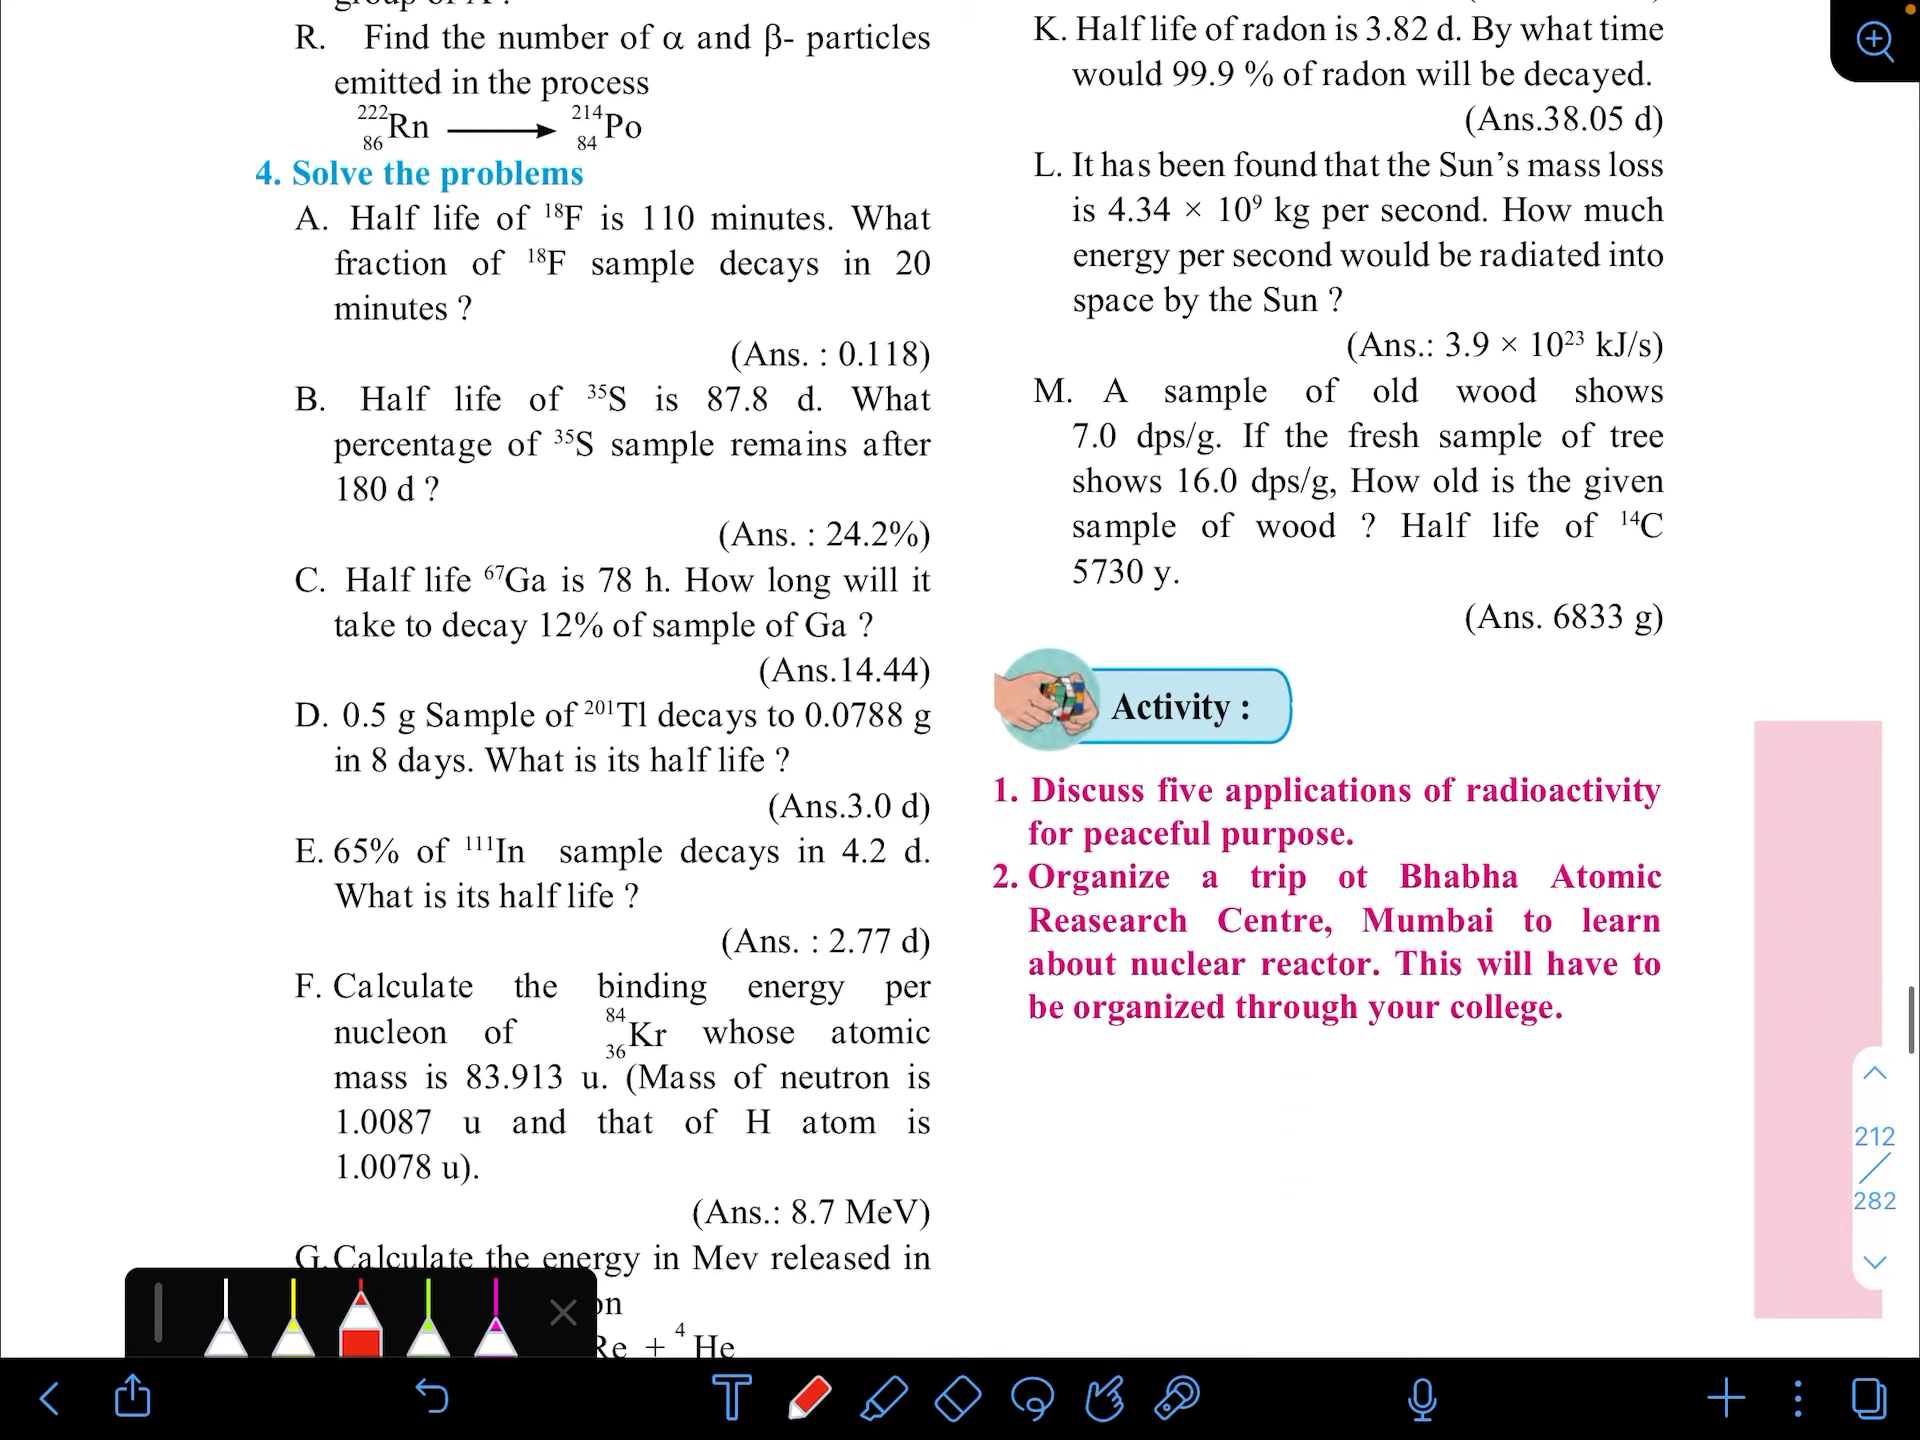 R. Find the number of α and β- particles
emitted in the process
²²²₈₆Rn ⟶ ²¹⁴₈₄Po
4. Solve the problems
A. Half life of ¹⁸F is 110 minutes. What
fraction of ¹⁸F sample decays in 20
minutes ?
(Ans. : 0.118)
B. Half life of ³⁵S is 87.8 d. What
percentage of ³⁵S sample remains after
180 d ?
(Ans. : 24.2%)
C. Half life ⁶⁷Ga is 78 h. How long will it
take to decay 12% of sample of Ga ?
(Ans.14.44)
D. 0.5 g Sample of ²⁰¹Tl decays to 0.0788 g
in 8 days. What is its half life ?
(Ans.3.0 d)
E. 65% of ¹¹¹In sample decays in 4.2 d.
What is its half life ?
(Ans. : 2.77 d)
F. Calculate the binding energy per
nucleon of ⁸⁴₃₆Kr whose atomic
mass is 83.913 u. (Mass of neutron is
1.0087 u and that of H atom is
1.0078 u).
(Ans.: 8.7 MeV)
G. Calculate the energy in Mev released in
on
Re + ⁴He
K. Half life of radon is 3.82 d. By what time
would 99.9 % of radon will be decayed.
(Ans.38.05 d)
L. It has been found that the Sun’s mass loss
is 4.34 × 10⁹ kg per second. How much
energy per second would be radiated into
space by the Sun ?
(Ans.: 3.9 × 10²³ kJ/s)
M. A sample of old wood shows
7.0 dps/g. If the fresh sample of tree
shows 16.0 dps/g, How old is the given
sample of wood ? Half life of ¹⁴C
5730 y.
(Ans. 6833 g)
Activity :
1. Discuss five applications of radioactivity
for peaceful purpose.
2. Organize a trip ot Bhabha Atomic
Reasearch Centre, Mumbai to learn
about nuclear reactor. This will have to
be organized through your college.
212
282